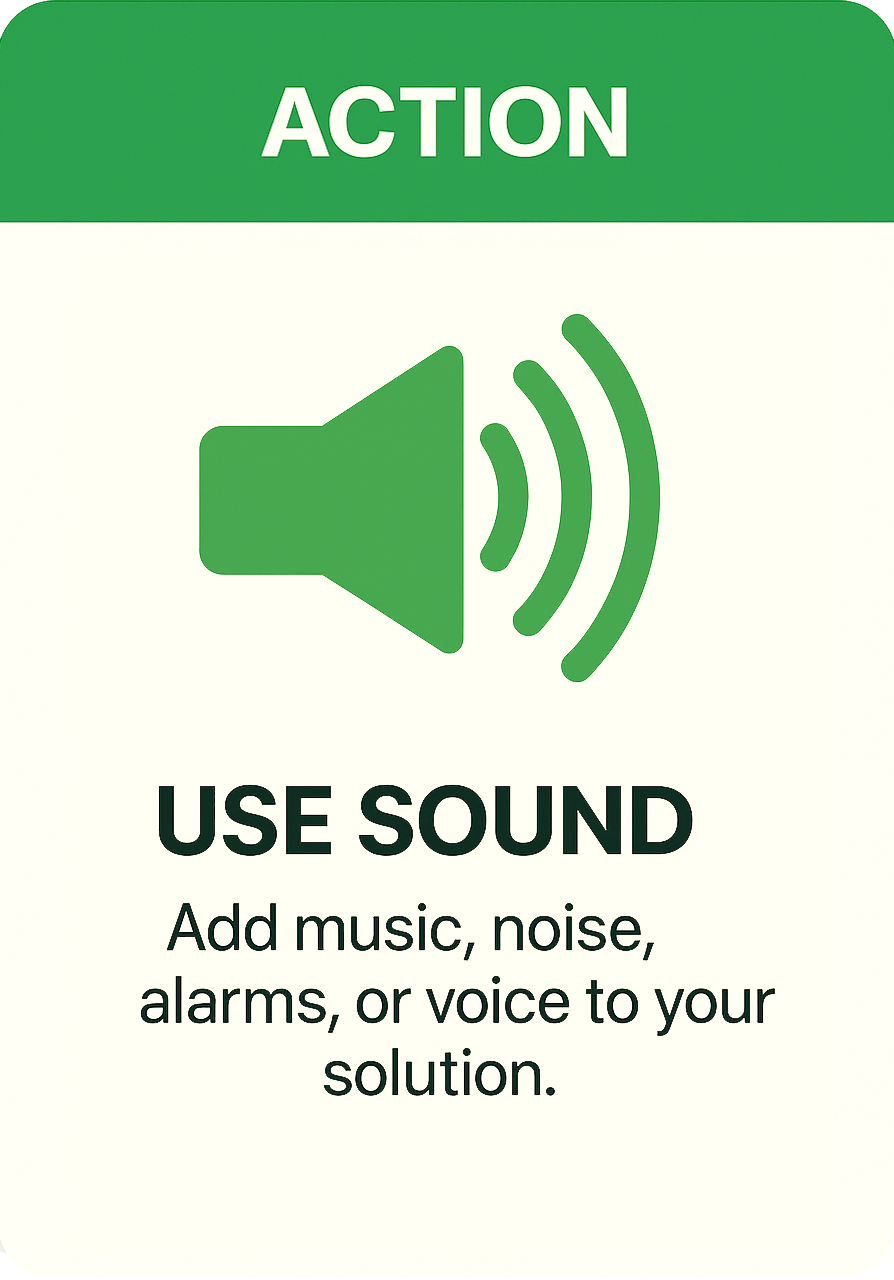 ACTION
USE SOUND
Add music, noise,
alarms, or voice to your
solution.